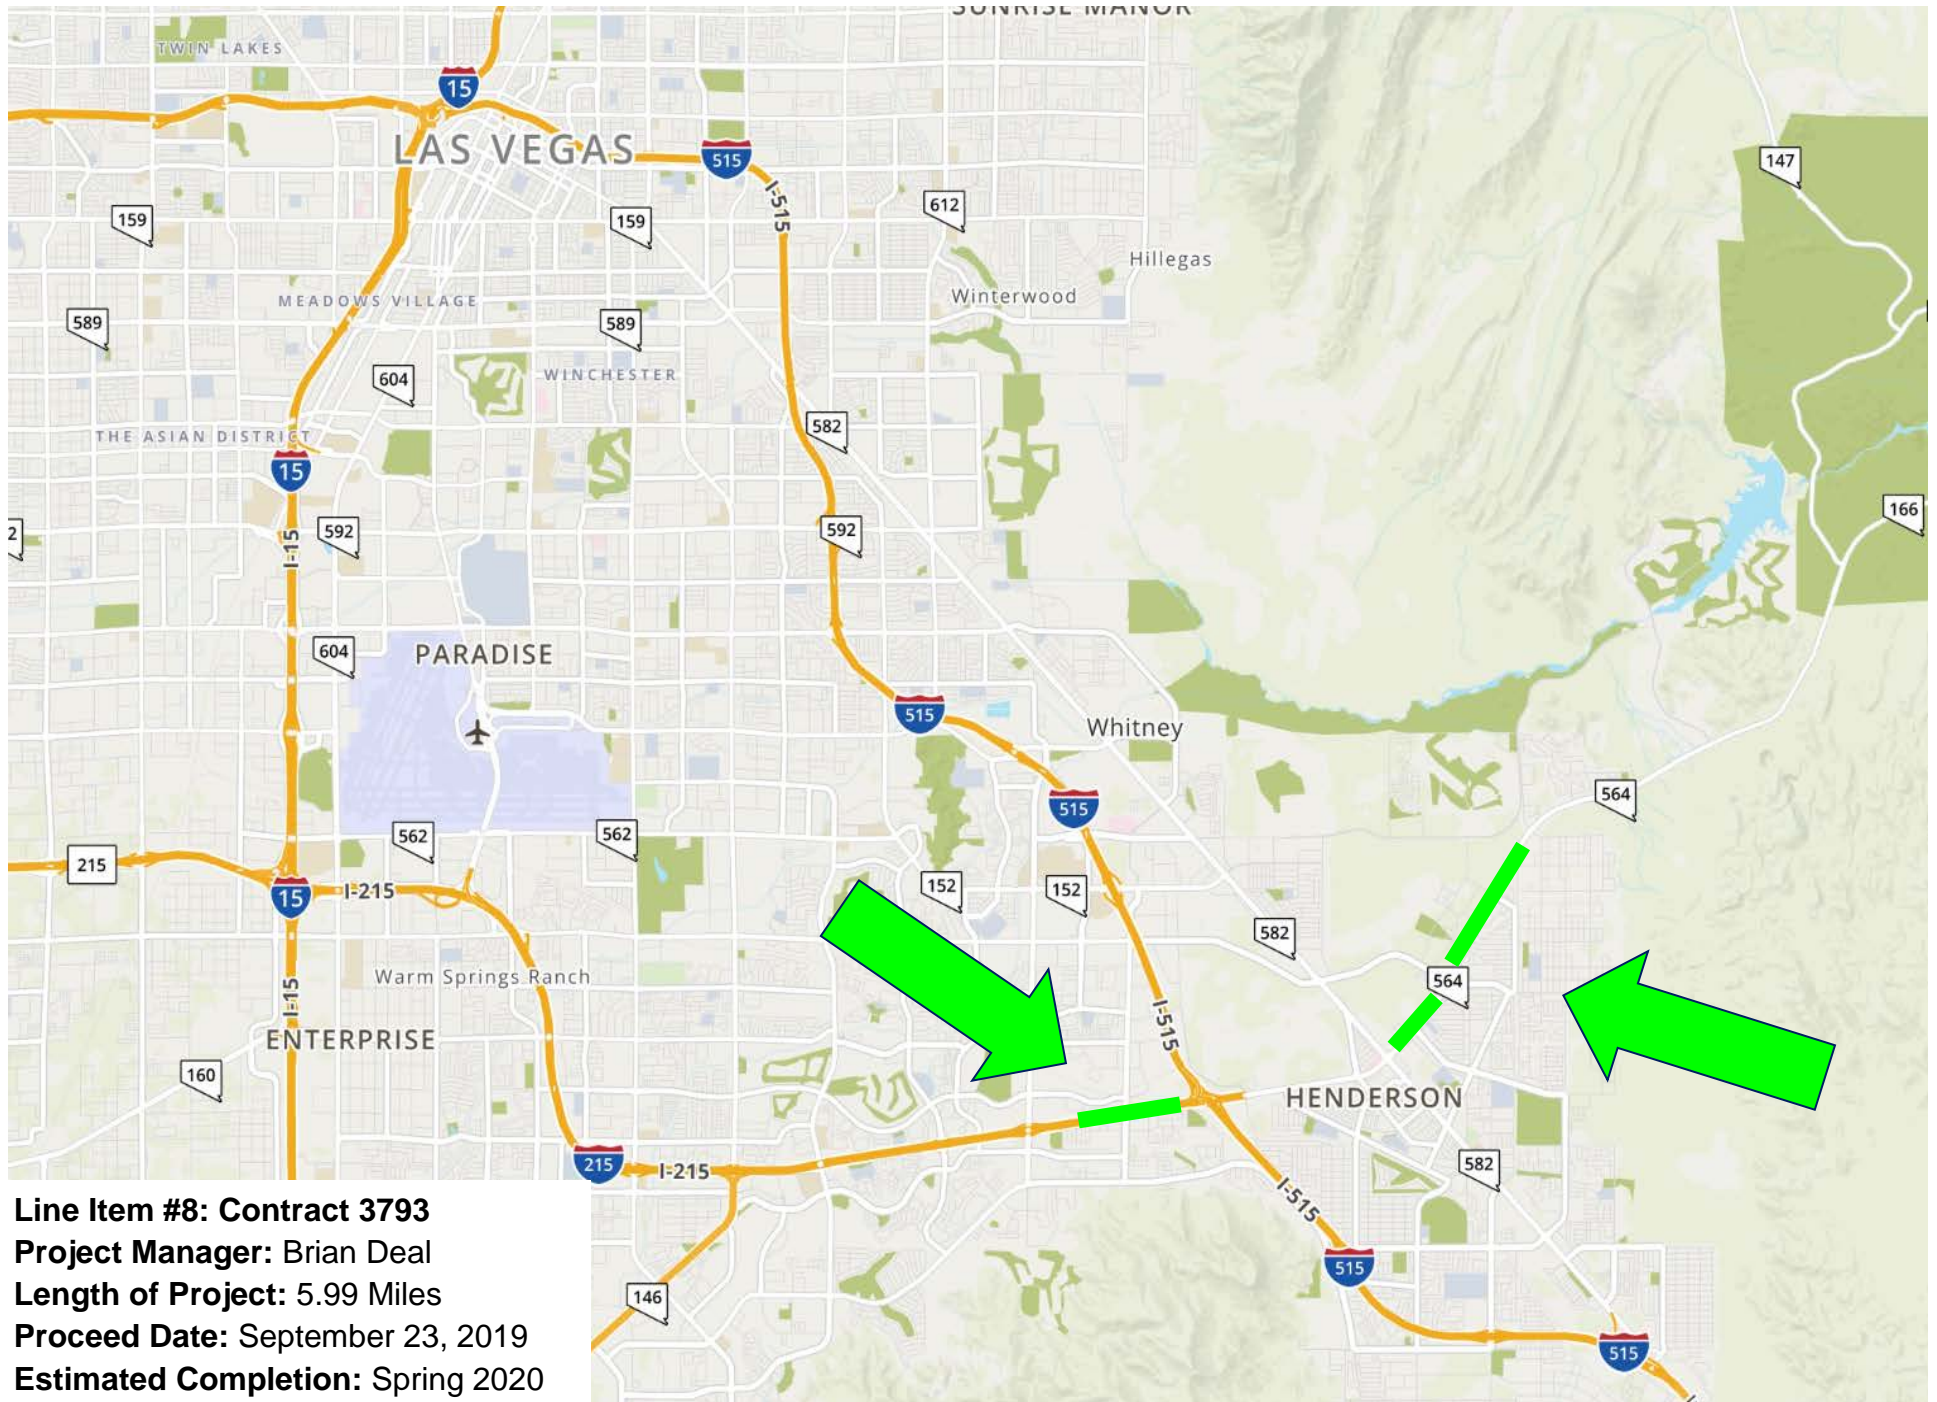 SUNRISE MANOR
TWIN LAKES
15
LAS VEGAS
515
147
I-515
159
159
612
Hillegas
MEADOWS VILLAGE
Winterwood
589
589
604
WINCHESTER
582
THE ASIAN DISTRICT
15
166
2
592
592
I-15
604
PARADISE
515
Whitney
564
515
562
562
215
152
152
15
I-215
582
Warm Springs Ranch
564
I-15
I-515
ENTERPRISE
160
HENDERSON
215
I-215
582
I-515
515
146
515
Line Item #8: Contract 3793
Project Manager: Brian Deal
Length of Project: 5.99 Miles
Proceed Date: September 23, 2019
Estimated Completion: Spring 2020